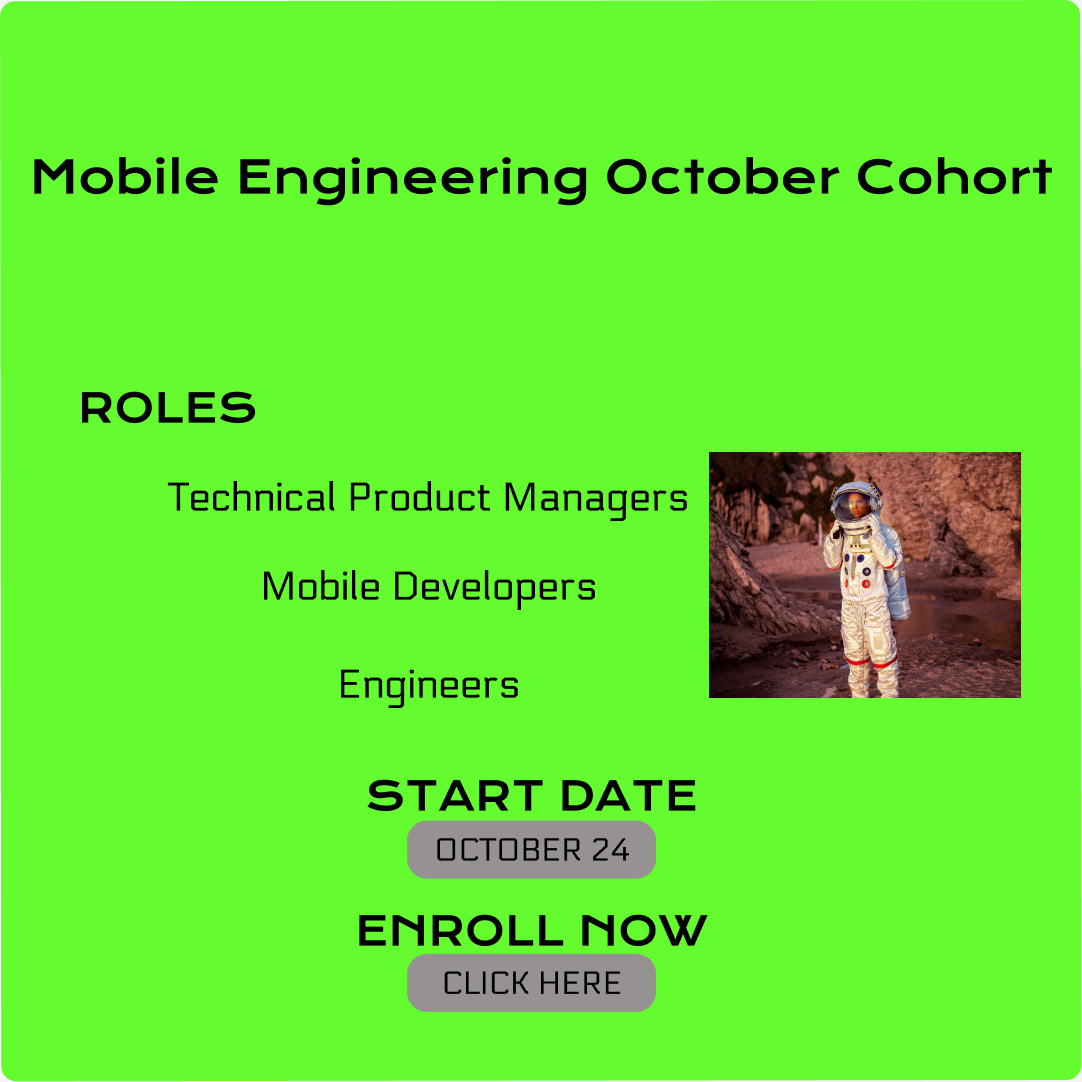 Mobile Engineering October Cohort
ROLES
Technical Product Managers
Mobile Developers
Engineers
START DATE
OCTOBER 24
ENROLL NOW
CLICK HERE